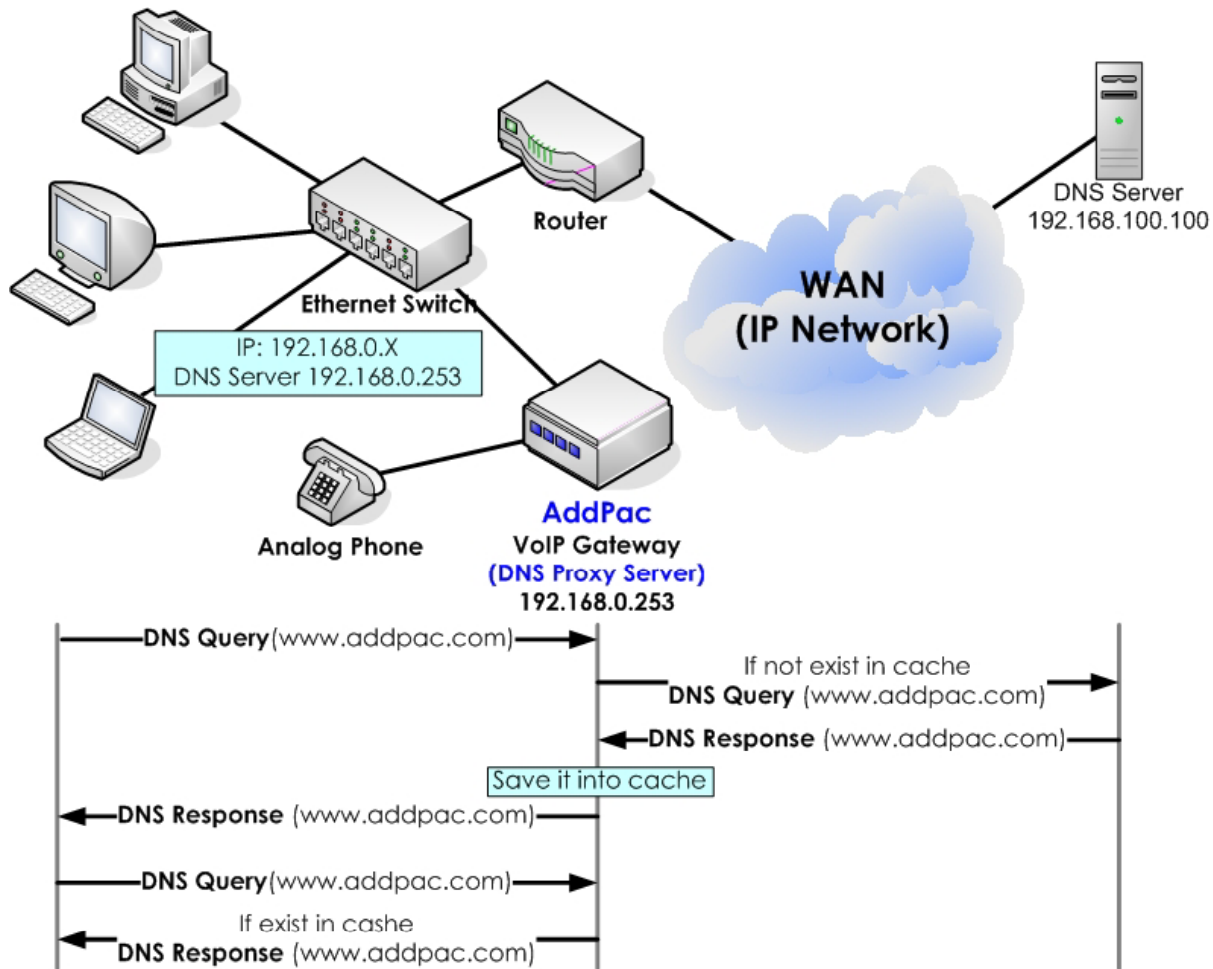 DNS Server
192.168.100.100
Router
WAN
(IP Network)
Ethernet Switch
IP: 192.168.0.X
DNS Server 192.168.0.253
Analog Phone
AddPac
VoIP Gateway
(DNS Proxy Server)
192.168.0.253
DNS Query(www.addpac.com)
If not exist in cache
DNS Query (www.addpac.com)
DNS Response (www.addpac.com)
Save it into cache
DNS Response (www.addpac.com)
DNS Query(www.addpac.com)
If exist in cashe
DNS Response (www.addpac.com)